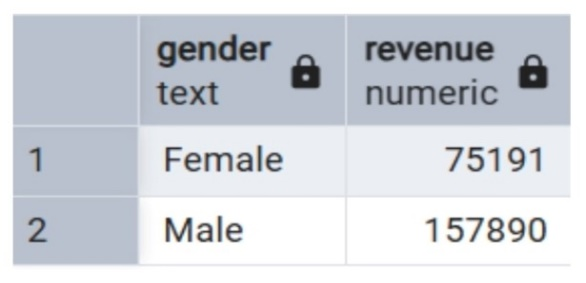 gender revenue
text numeric
1 Female 75191
2 Male 157890